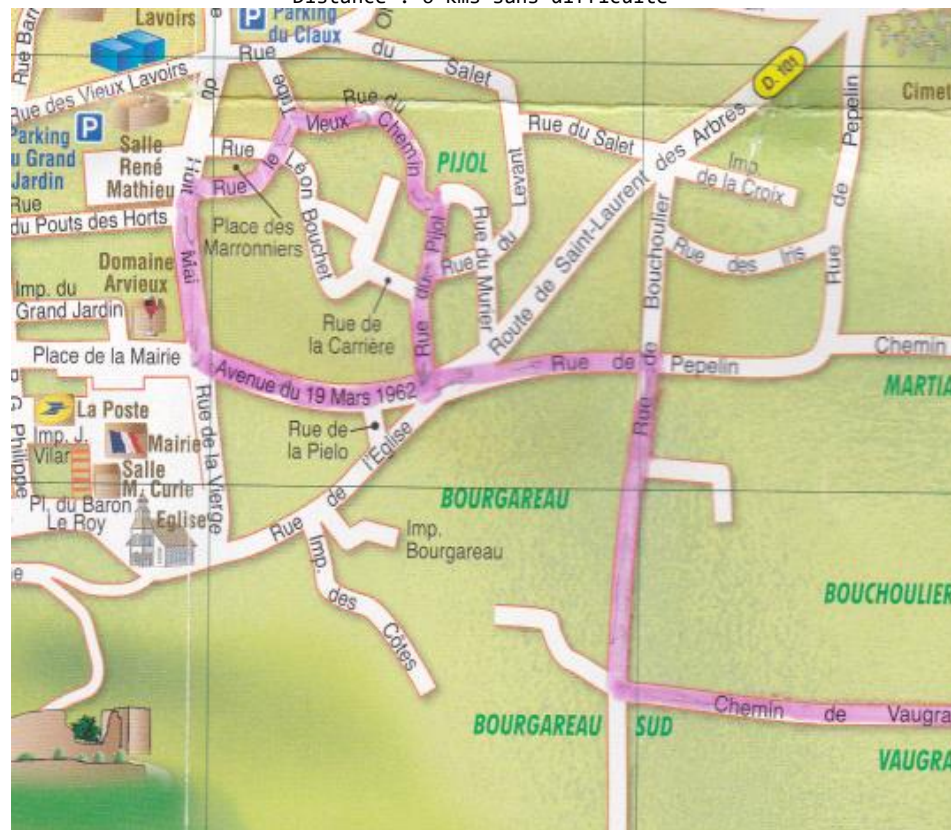 Distance : 6 kms sans difficulté
Lavoirs
Parking
du Claux
P
Rue
du
Salet
Rue des Vieux Lavoirs
du
Tribe
Rue du
Vieux
Chemin
D. 101
Pepelin
Cimet
Parking
u Grand
Jardin
P
Salle
René
Mathieu
Rue
Léon Bouchet
Rue le
PIJOL
Levant
du
Rue du Salet
Route de Saint-Laurent des Arbres
Imp.
de la Croix
Rue
du Pouts des Horts
Huit
Mai
Place des
Marronniers
Rue du Pijol
Rue
Rue du Murier
Bouchoulier
Rue des Iris
Rue de
Domaine
Arvieux
Imp. du
Grand Jardin
Rue de
la Carrière
Place de la Mairie
Avenue du 19 Mars 1962
Rue de
Pepelin
Chemin
MARTIA
Rue de
La Poste
Imp. J.
Vilar
Philippe
Mairie
Salle
M. Curie
Rue de la Vierge
Rue de
la Pielo
Rue de l'Eglise
Pl. du Baron
Le Roy
Eglise
BOURGAREAU
Imp.
Bourgareau
Imp. des Côtes
BOUCHOULIER
BOURGAREAU SUD
Chemin de Vaugra
VAUGRA